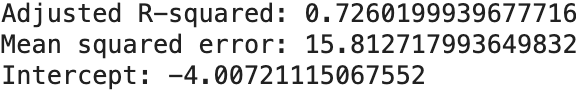 Adjusted R-squared: 0.7260199939677716
Mean squared error: 15.812717993649832
Intercept: -4.00721115067552